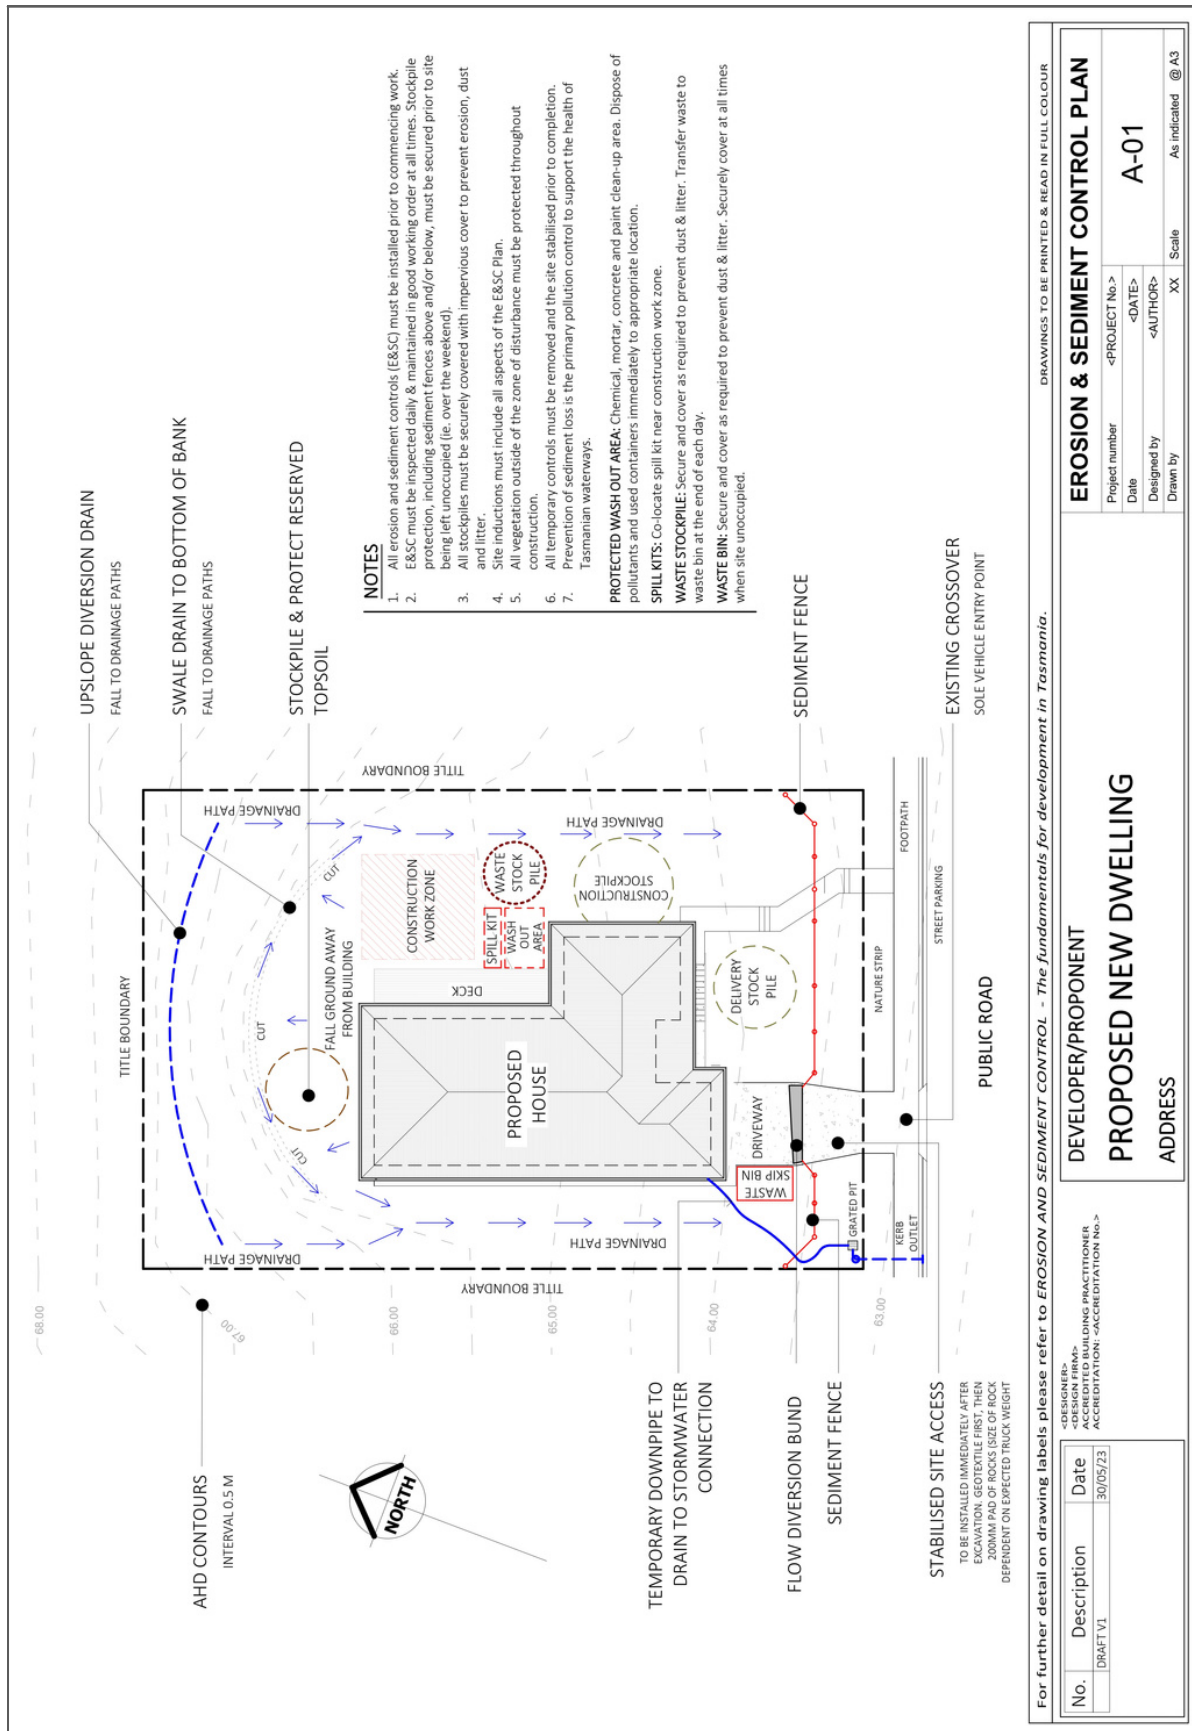 UPSLOPE DIVERSION DRAIN
FALL TO DRAINAGE PATHS
SWALE DRAIN TO BOTTOM OF BANK
FALL TO DRAINAGE PATHS
STOCKPILE & PROTECT RESERVED
TOPSOIL
NOTES
1. All erosion and sediment controls (E&SC) must be installed prior to commencing work.
2. E&SC must be inspected daily & maintained in good working order at all times. Stockpile
protection, including sediment fences above and/or below, must be secured prior to site
being left unoccupied (ie. over the weekend).
3. All stockpiles must be securely covered with impervious cover to prevent erosion, dust
and litter.
4. Site inductions must include all aspects of the E&SC Plan.
5. All vegetation outside of the zone of disturbance must be protected throughout
construction.
6. All temporary controls must be removed and the site stabilised prior to completion.
7. Prevention of sediment loss is the primary pollution control to support the health of
Tasmanian waterways.
PROTECTED WASH OUT AREA: Chemical, mortar, concrete and paint clean-up area. Dispose of
pollutants and used containers immediately to appropriate location.
SPILL KITS: Co-locate spill kit near construction work zone.
WASTE STOCKPILE: Secure and cover as required to prevent dust & litter. Transfer waste to
waste bin at the end of each day.
WASTE BIN: Secure and cover as required to prevent dust & litter. Securely cover at all times
when site unoccupied.
SEDIMENT FENCE
EXISTING CROSSOVER
SOLE VEHICLE ENTRY POINT
TITLE BOUNDARY
TITLE BOUNDARY
TITLE BOUNDARY
DRAINAGE PATH
DRAINAGE PATH
DRAINAGE PATH
DRAINAGE PATH
CUT
CUT
CUT
FALL GROUND AWAY
FROM BUILDING
CONSTRUCTION
WORK ZONE
SPILL KIT
WASH
OUT
AREA
WASTE
STOCK
PILE
CONSTRUCTION
STOCKPILE
DECK
PROPOSED
HOUSE
DELIVERY
STOCK
PILE
DRIVEWAY
WASTE
SKIP BIN
GRATED PIT
KERB
OUTLET
NATURE STRIP
FOOTPATH
STREET PARKING
PUBLIC ROAD
68.00
67.00
66.00
65.00
64.00
63.00
AHD CONTOURS
INTERVAL 0.5 M
NORTH
TEMPORARY DOWNPIPE TO
DRAIN TO STORMWATER
CONNECTION
FLOW DIVERSION BUND
SEDIMENT FENCE
STABILISED SITE ACCESS
TO BE INSTALLED IMMEDIATELY AFTER
EXCAVATION. GEOTEXTILE FIRST, THEN
200MM PAD OF ROCKS (SIZE OF ROCK
DEPENDENT ON EXPECTED TRUCK WEIGHT
For further detail on drawing labels please refer to EROSION AND SEDIMENT CONTROL - The fundamentals for development in Tasmania.
DRAWINGS TO BE PRINTED & READ IN FULL COLOUR
No. Description Date
DRAFT V1 30/05/23
<DESIGNER>
<DESIGN FIRM>
ACCREDITED BUILDING PRACTITIONER
ACCREDITATION: <ACCREDITATION No.>
DEVELOPER/PROPONENT
PROPOSED NEW DWELLING
ADDRESS
EROSION & SEDIMENT CONTROL PLAN
Project number <PROJECT No.>
Date <DATE>
Designed by <AUTHOR>
Drawn by XX
A-01
Scale As indicated @ A3